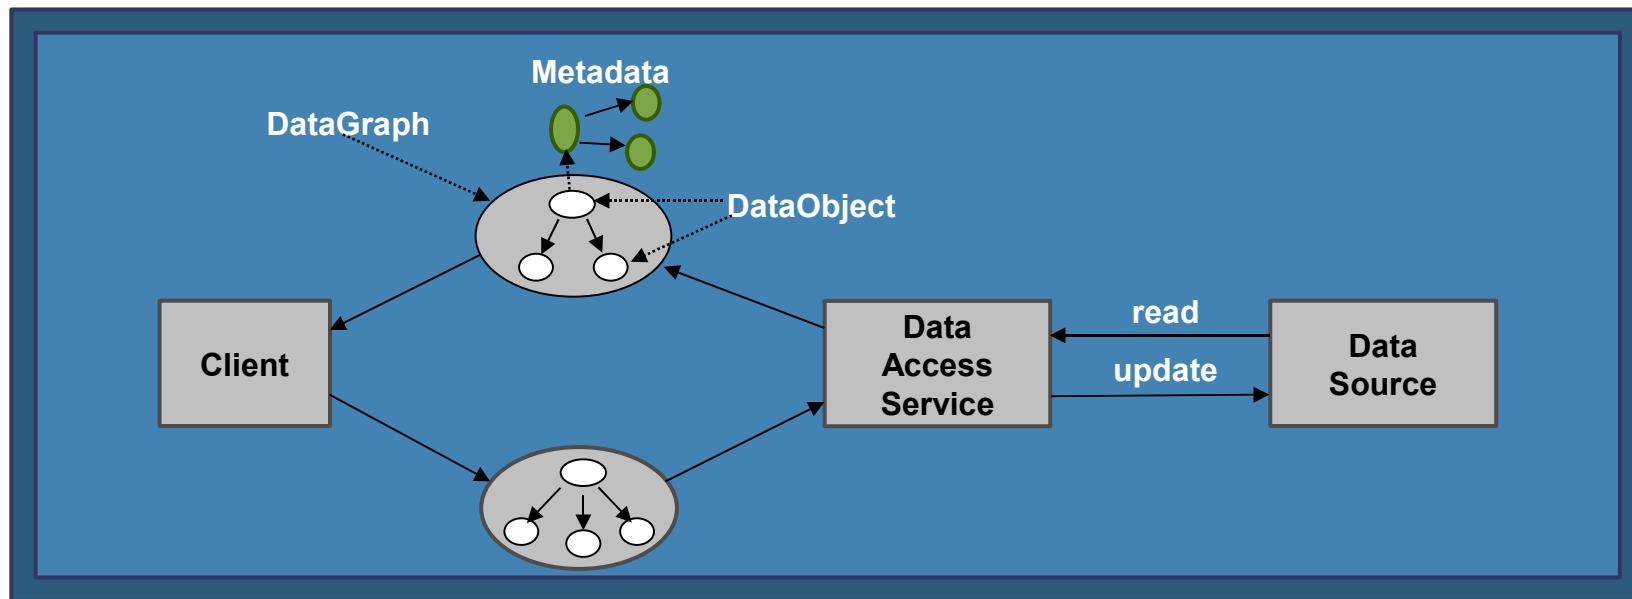 Metadata
DataGraph
DataObject
Client
Data
Access
Service
read
update
Data
Source